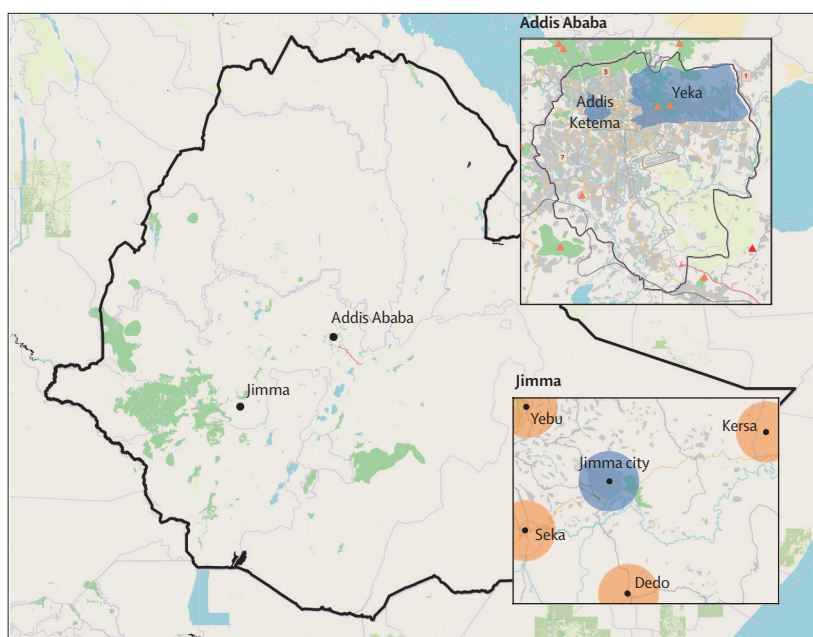 Addis Ababa
3
1
Yeka
Addis
Ketema
7
Addis Ababa
Jimma
Jimma
Yebu
Kersa
Jimma city
Seka
Dedo